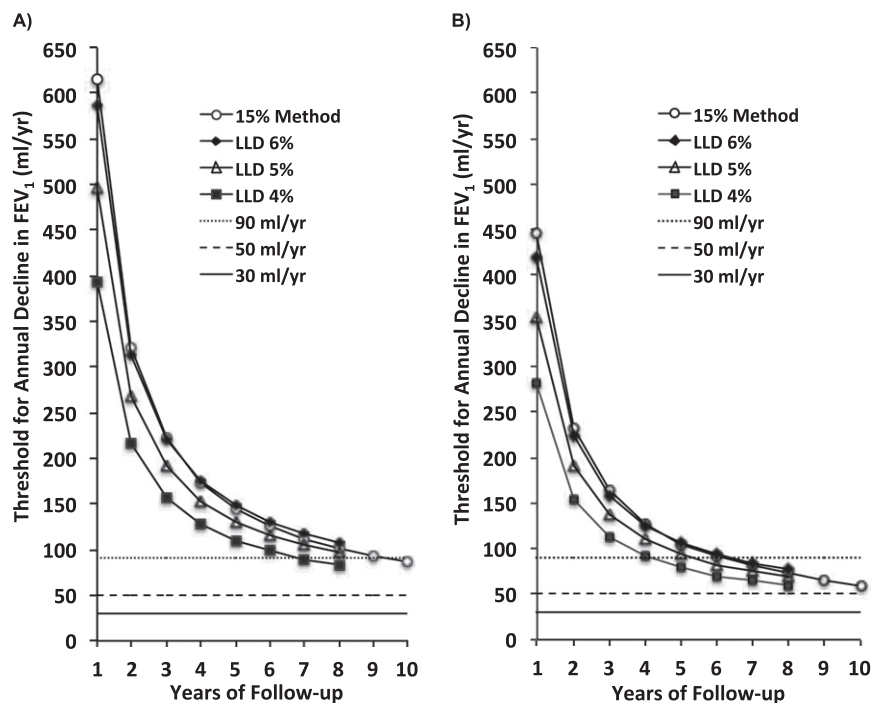 A)
Threshold for Annual Decline in FEV1 (ml/yr)
650
600
550
500
450
400
350
300
250
200
150
100
50
0
15% Method
LLD 6%
LLD 5%
LLD 4%
90 ml/yr
50 ml/yr
30 ml/yr
1 2 3 4 5 6 7 8 9 10
Years of Follow-up
B)
Threshold for Annual Decline in FEV1 (ml/yr)
650
600
550
500
450
400
350
300
250
200
150
100
50
0
15% Method
LLD 6%
LLD 5%
LLD 4%
90 ml/yr
50 ml/yr
30 ml/yr
1 2 3 4 5 6 7 8 9 10
Years of Follow-up